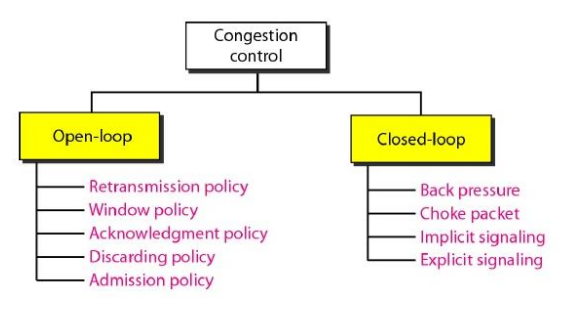 Congestion
control
Open-loop
Retransmission policy
Window policy
Acknowledgment policy
Discarding policy
Admission policy
Closed-loop
Back pressure
Choke packet
Implicit signaling
Explicit signaling